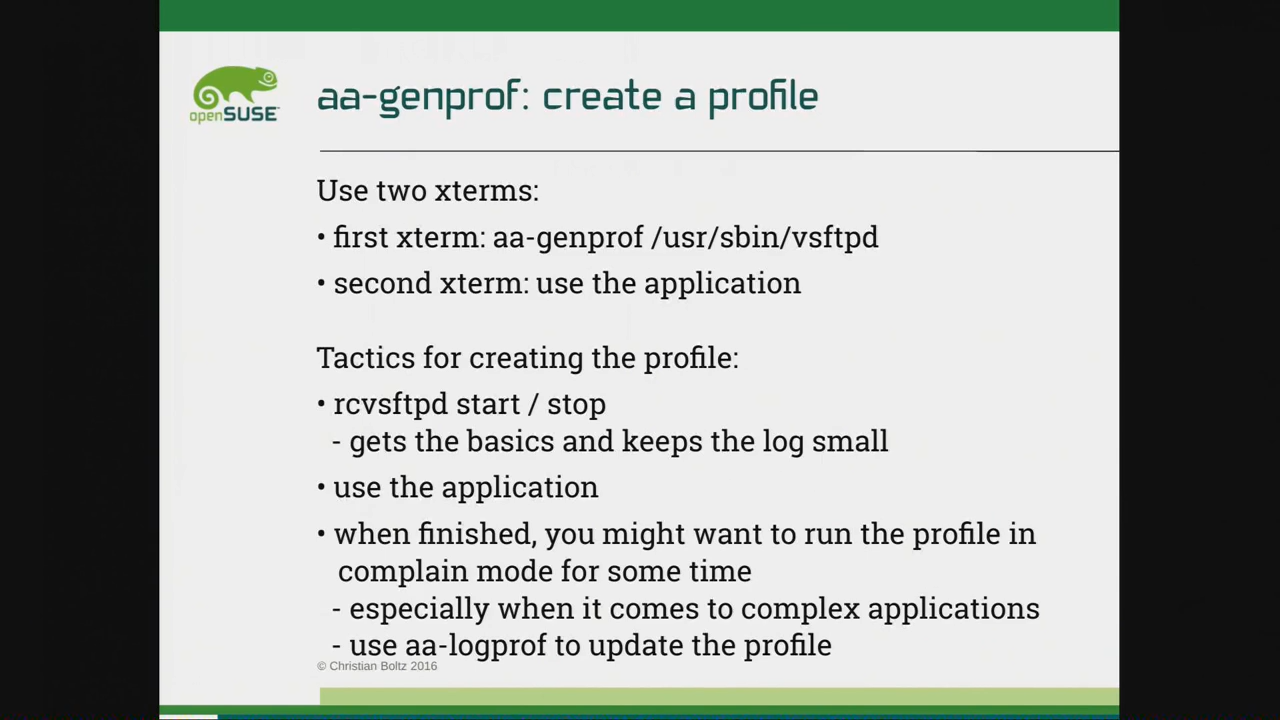 openSUSE
aa-genprof: create a profile
Use two xterms:
• first xterm: aa-genprof /usr/sbin/vsftpd
• second xterm: use the application
Tactics for creating the profile:
• rcvsftpd start / stop
- gets the basics and keeps the log small
• use the application
• when finished, you might want to run the profile in
complain mode for some time
- especially when it comes to complex applications
- use aa-logprof to update the profile
© Christian Boltz 2016